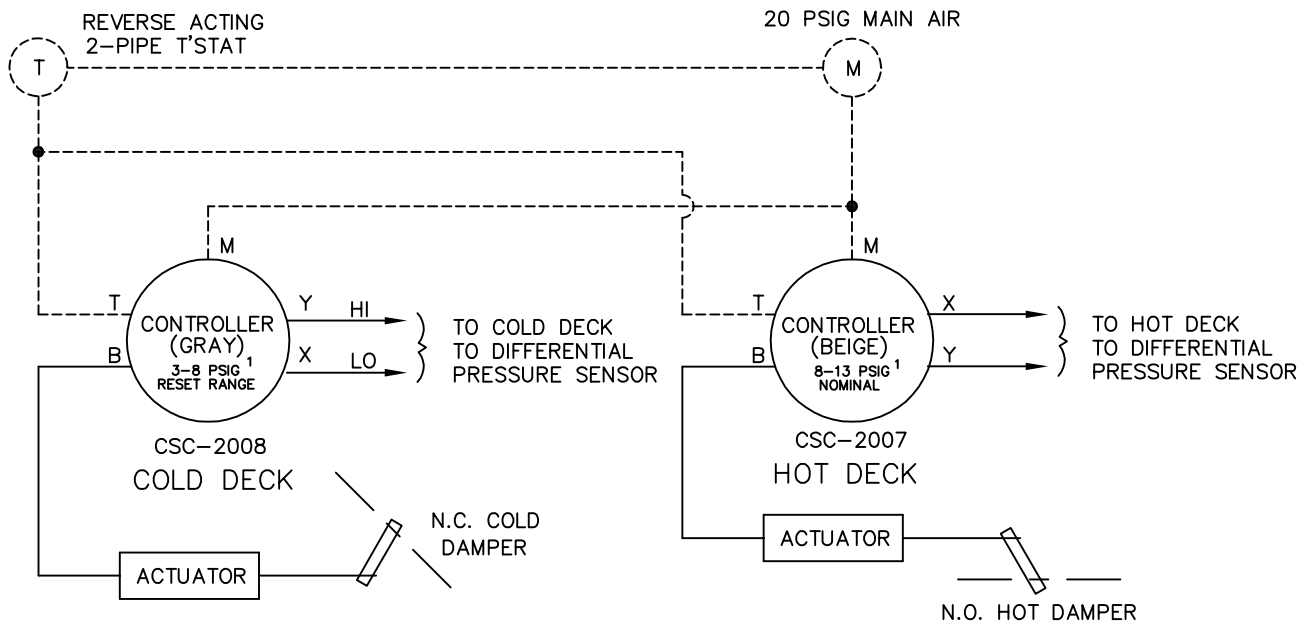 REVERSE ACTING
2-PIPE T'STAT
20 PSIG MAIN AIR
T
M
M
M
T
Y
HI
B
CONTROLLER
(GRAY)
3-8 PSIG 1
RESET RANGE
X
LO
TO COLD DECK
TO DIFFERENTIAL
PRESSURE SENSOR
T
X
B
CONTROLLER
(BEIGE)
8-13 PSIG 1
NOMINAL
Y
TO HOT DECK
TO DIFFERENTIAL
PRESSURE SENSOR
CSC-2008
COLD DECK
CSC-2007
HOT DECK
N.C. COLD
DAMPER
ACTUATOR
ACTUATOR
N.O. HOT DAMPER